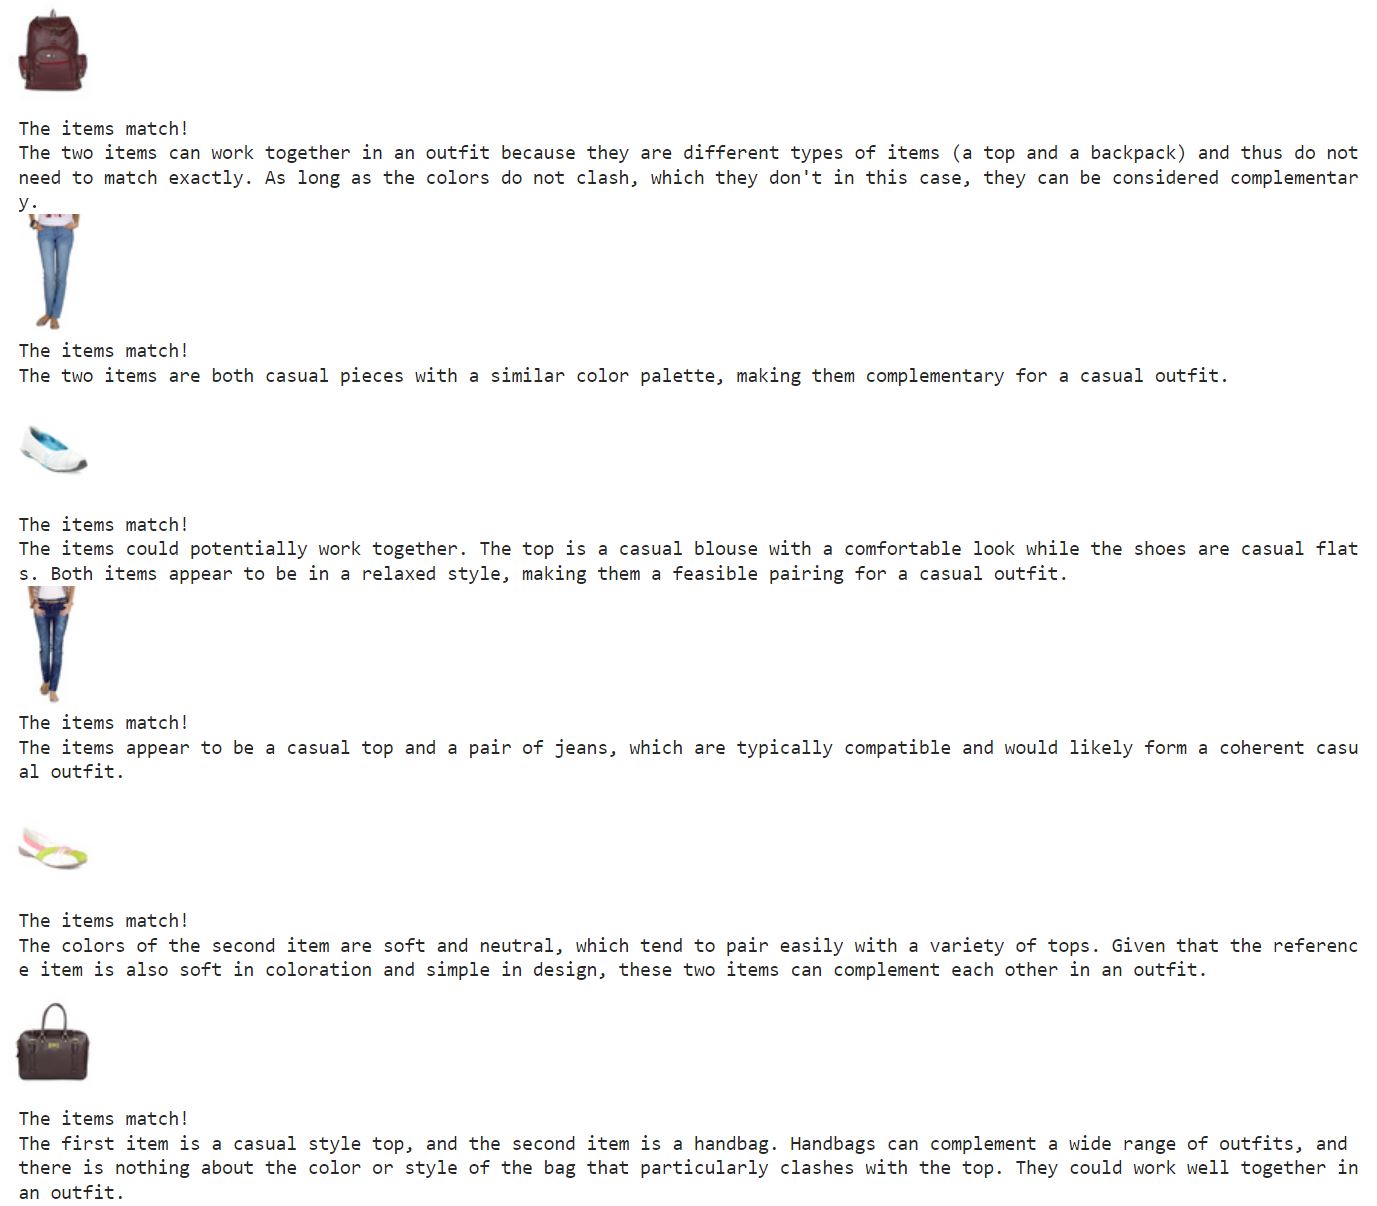 The items match!
The two items can work together in an outfit because they are different types of items (a top and a backpack) and thus do not
need to match exactly. As long as the colors do not clash, which they don't in this case, they can be considered complementar
y.
The items match!
The two items are both casual pieces with a similar color palette, making them complementary for a casual outfit.
The items match!
The items could potentially work together. The top is a casual blouse with a comfortable look while the shoes are casual flat
s. Both items appear to be in a relaxed style, making them a feasible pairing for a casual outfit.
The items match!
The items appear to be a casual top and a pair of jeans, which are typically compatible and would likely form a coherent casu
al outfit.
The items match!
The colors of the second item are soft and neutral, which tend to pair easily with a variety of tops. Given that the referenc
e item is also soft in coloration and simple in design, these two items can complement each other in an outfit.
The items match!
The first item is a casual style top, and the second item is a handbag. Handbags can complement a wide range of outfits, and
there is nothing about the color or style of the bag that particularly clashes with the top. They could work well together in
an outfit.